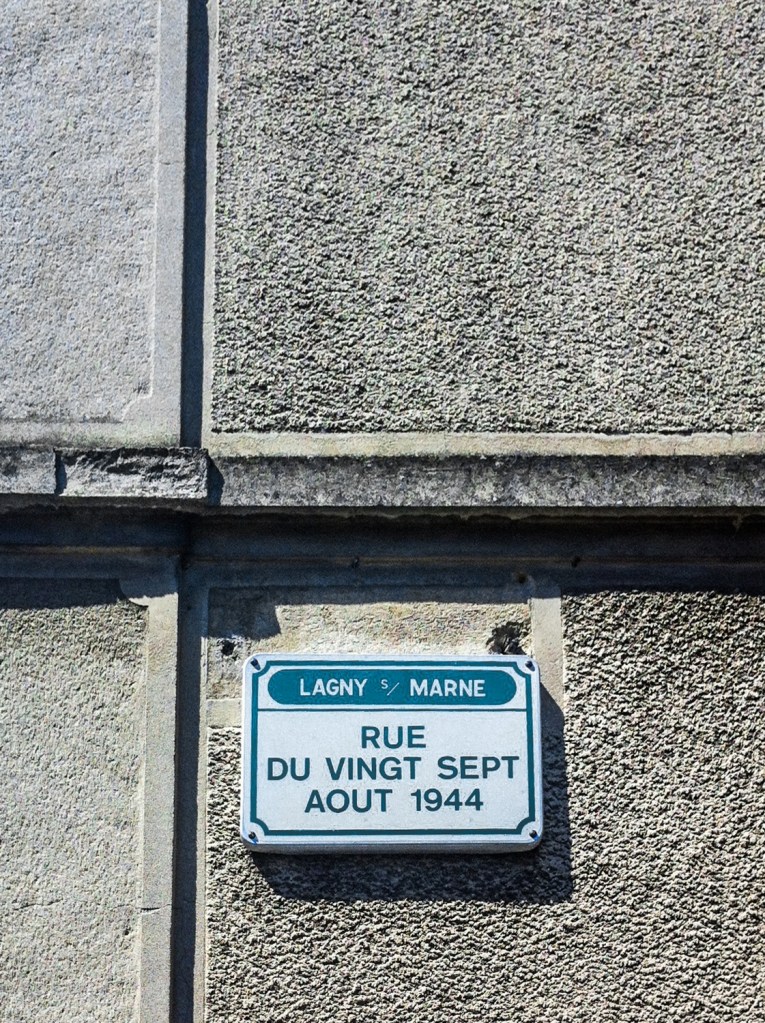 LAGNY S/ MARNE
RUE
DU VINGT SEPT
AOUT 1944